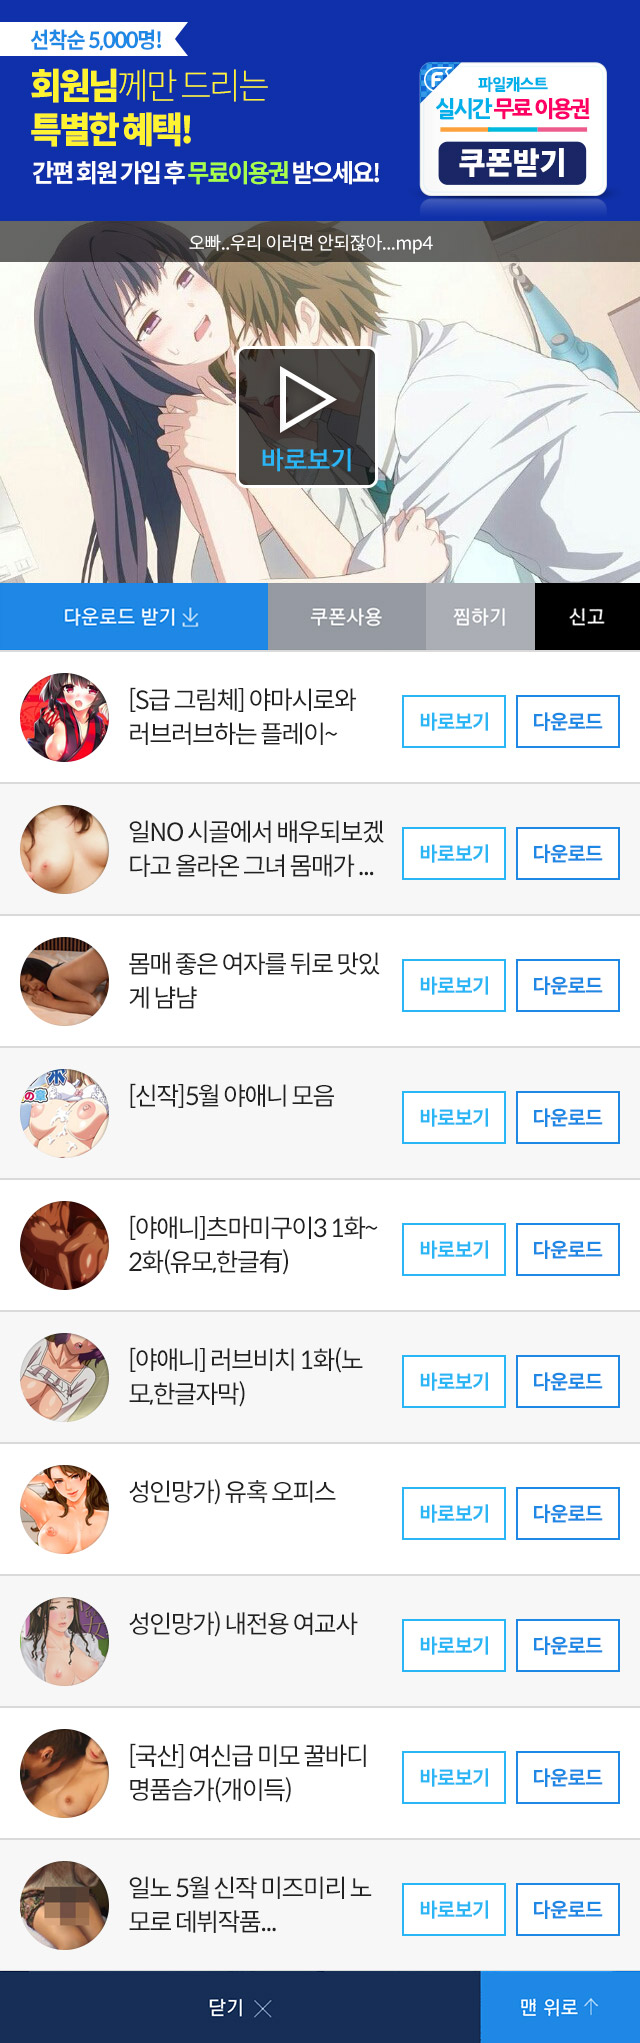 선착순 5,000명!
회원님께만 드리는
특별한 혜택!
간편 회원 가입 후 무료이용권 받으세요!
파일캐스트
실시간 무료 이용권
쿠폰받기
오빠..우리 이러면 안되잖아...mp4
바로보기
다운로드 받기
쿠폰사용
찜하기
신고
[S급 그림체] 야마시로와
러브러브하는 플레이~
바로보기
다운로드
일NO 시골에서 배우되보겠
다고 올라온 그녀 몸매가 ...
바로보기
다운로드
몸매 좋은 여자를 뒤로 맛있
게 냠냠
바로보기
다운로드
[신작]5월 야애니 모음
바로보기
다운로드
[야애니]츠마미구이3 1화~
2화(유모,한글有)
바로보기
다운로드
[야애니] 러브비치 1화(노
모,한글자막)
바로보기
다운로드
성인망가) 유혹 오피스
바로보기
다운로드
성인망가) 내전용 여교사
바로보기
다운로드
[국산] 여신급 미모 꿀바디
명품슴가(개이득)
바로보기
다운로드
일노 5월 신작 미즈미리 노
모로 데뷔작품...
바로보기
다운로드
닫기
맨 위로